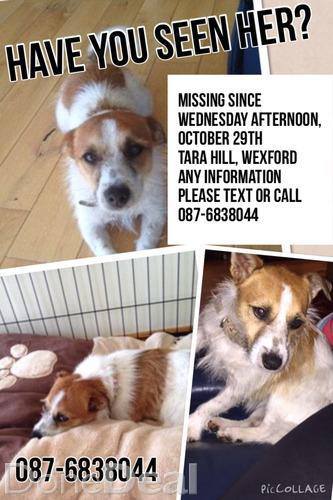 HAVE YOU SEEN HER?
MISSING SINCE
WEDNESDAY AFTERNOON,
OCTOBER 29TH
TARA HILL, WEXFORD
ANY INFORMATION
PLEASE TEXT OR CALL
087-6838044
087-6838044
DoneDeal
PicCOLLAGE